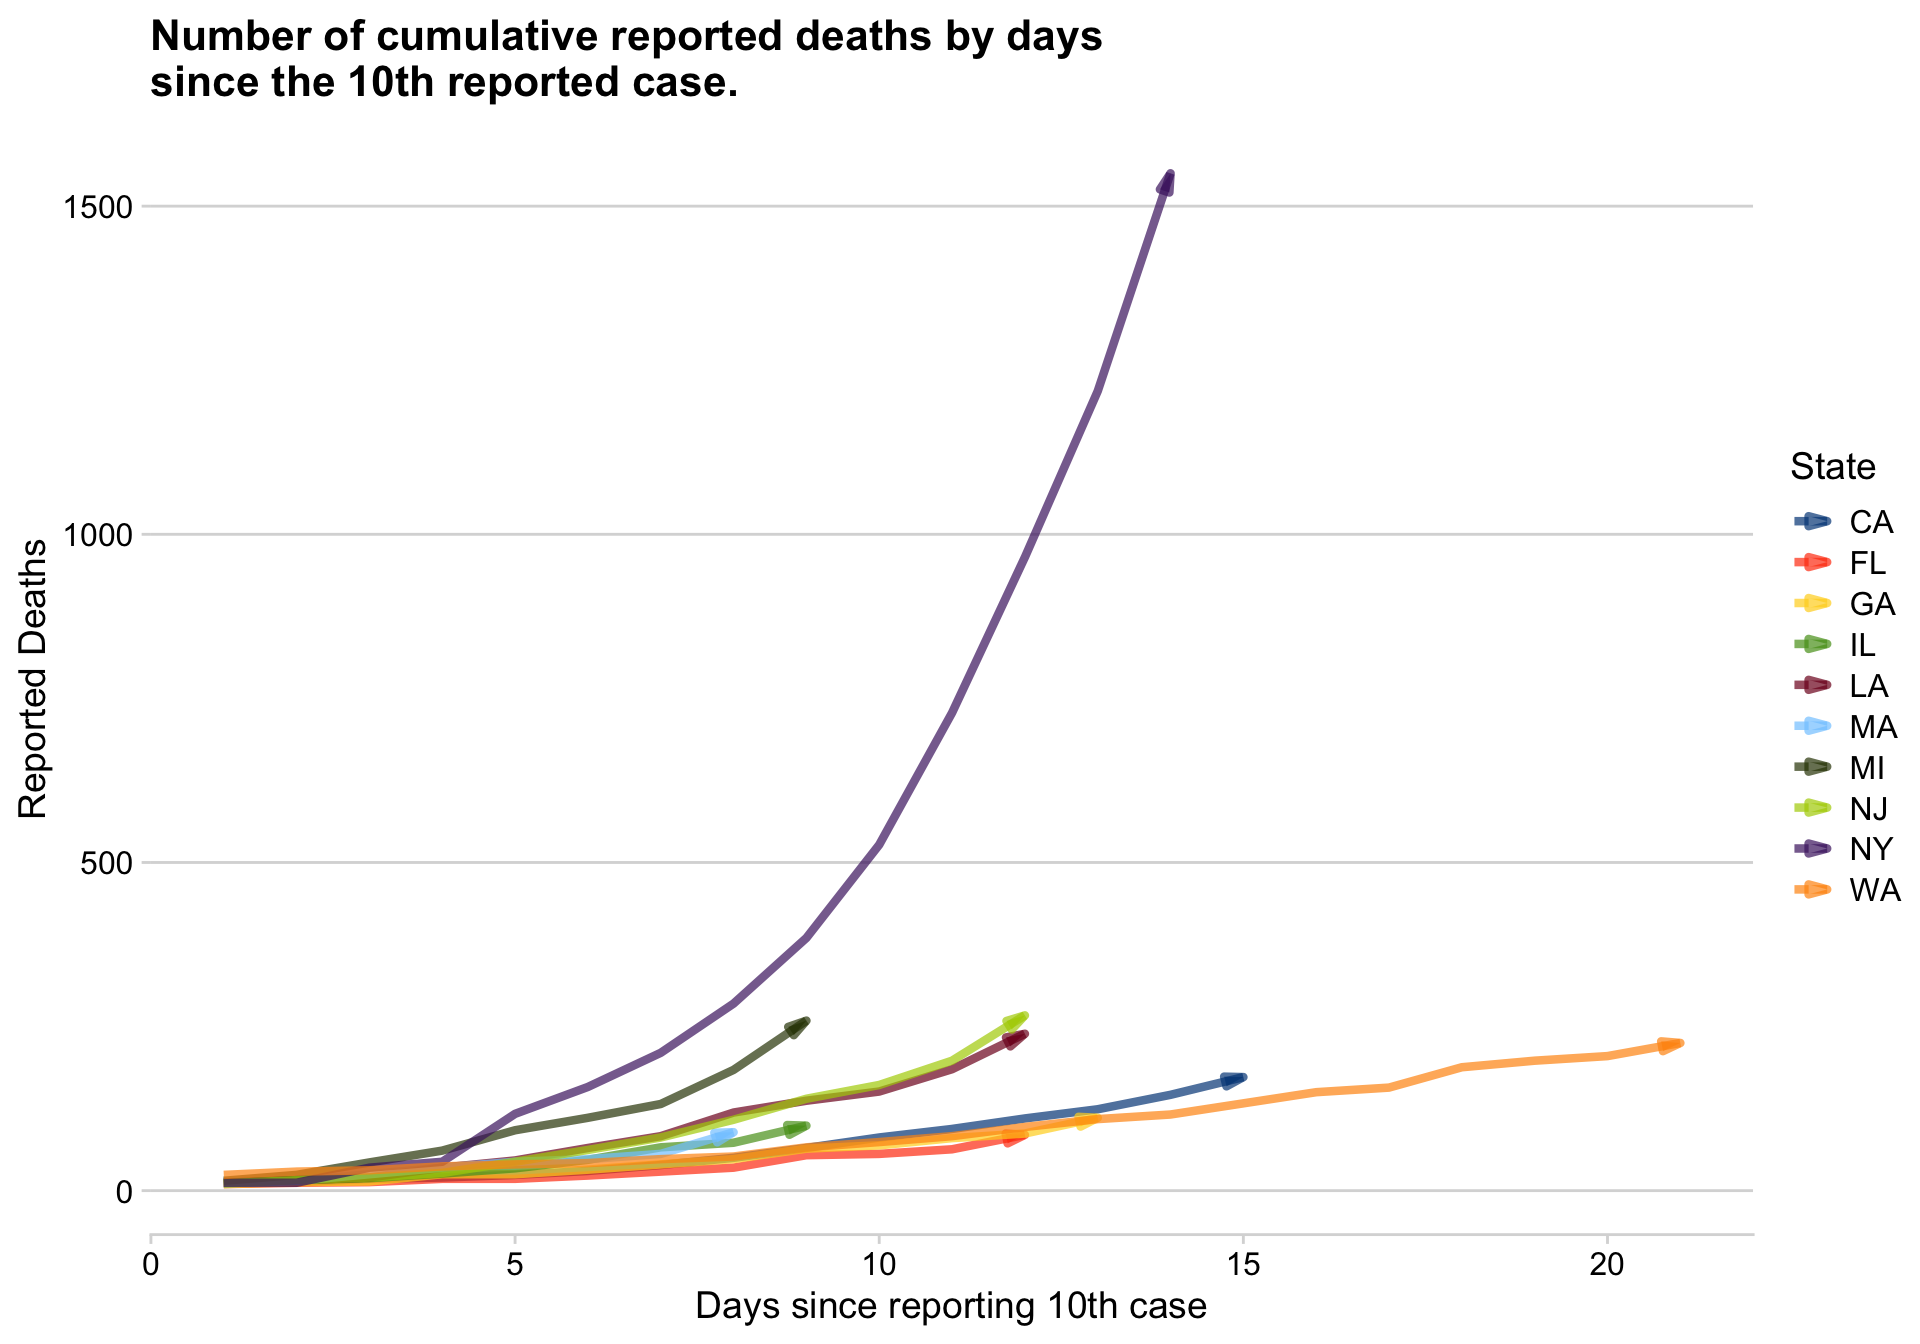 Number of cumulative reported deaths by days
since the 10th reported case.
Reported Deaths
1500
1000
500
0
0
5
10
15
20
Days since reporting 10th case
State
CA
FL
GA
IL
LA
MA
MI
NJ
NY
WA